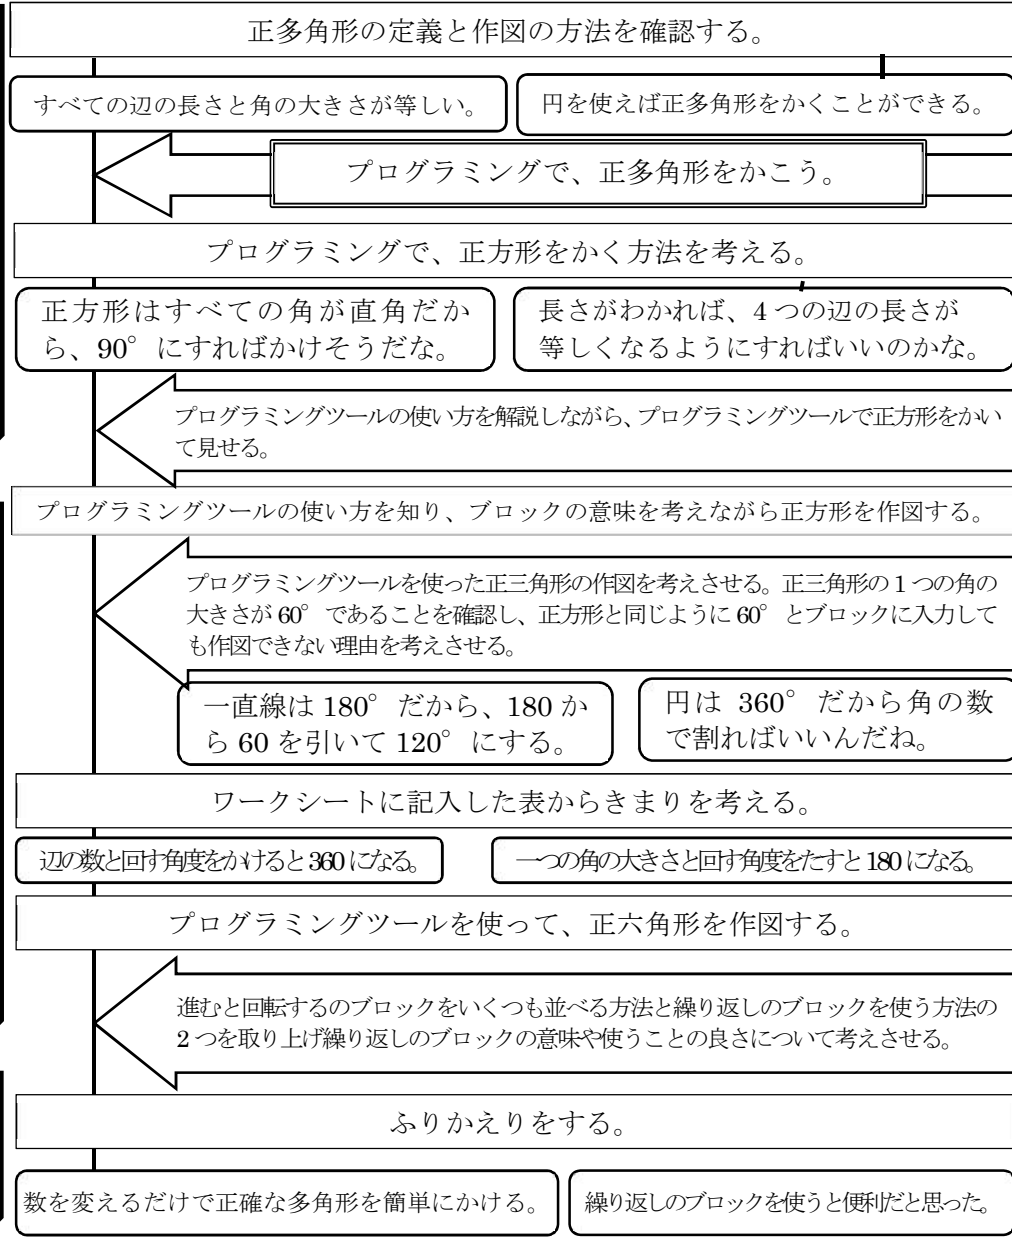 正多角形の定義と作図の方法を確認する。
すべての辺の長さと角の大きさが等しい。
円を使えば正多角形をかくことができる。
プログラミングで、正多角形をかこう。
プログラミングで、正方形をかく方法を考える。
正方形はすべての角が直角だか
ら、90°にすればかけそうだな。
長さがわかれば、4つの辺の長さが
等しくなるようにすればいいのかな。
プログラミングツールの使い方を解説しながら、プログラミングツールで正方形をかい
て見せる。
プログラミングツールの使い方を知り、ブロックの意味を考えながら正方形を作図する。
プログラミングツールを使った正三角形の作図を考えさせる。正三角形の1つの角の
大きさが60°であることを確認し、正方形と同じように60°とブロックに入力して
も作図できない理由を考えさせる。
一直線は180°だから、180か
ら60を引いて120°にする。
円は 360°だから角の数
で割ればいいんだね。
ワークシートに記入した表からきまりを考える。
辺の数と回す角度をかけると360になる。
一つの角の大きさと回す角度をたすと180になる。
プログラミングツールを使って、正六角形を作図する。
進むと回転するのブロックをいくつも並べる方法と繰り返しのブロックを使う方法の
2つを取り上げ繰り返しのブロックの意味や使うことの良さについて考えさせる。
ふりかえりをする。
数を変えるだけで正確な多角形を簡単にかける。
繰り返しのブロックを使うと便利だと思った。